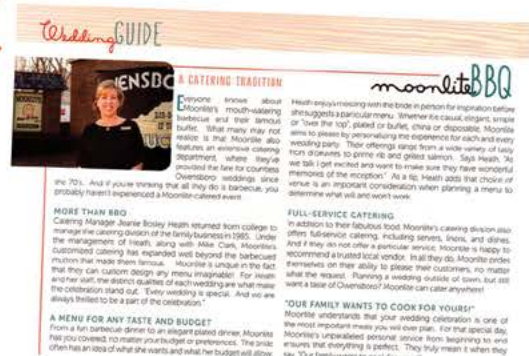 Wedding GUIDE
moonlite BBQ
A CATERING TRADITION
Everyone knows about
Moonlite's mouth-watering
barbecue and their famous
buffet. What many may not
realize is that Moonlite also
features an extensive catering
department, where they've
provided the fare for countless
Owensboro weddings since
the 70's. And if you're thinking that all they do is barbecue, you
probably haven't experienced a Moonlite-catered event.
MORE THAN BBQ
Catering Manager Jeanie Bosley Heath returned from college to
manage the catering division of the family business in 1985. Under
the management of Heath, along with Mike Clark, Moonlite's
customized catering has expanded well beyond the barbecued
mutton that made them famous. Moonlite is unique in the fact
that they can custom design any menu imaginable! For Heath
and her staff, the distinct qualities of each wedding are what make
the celebration stand out. "Every wedding is special. And we are
always thrilled to be a part of the celebration."
A MENU FOR ANY TASTE AND BUDGET
From a fun barbecue dinner to an elegant plated dinner, Moonlite
has you covered, no matter your budget or preferences. The bride
often has an idea of what she wants and what her budget will allow.
Heath enjoys meeting with the bride in person for inspiration before
she suggests a particular menu. Whether it is casual, elegant, simple
or "over the top", plated or buffet, china or disposable, Moonlite
aims to please by personalizing the experience for each and every
wedding party. Their offerings range from a wide variety of tasty
hors d'oeuvres to prime rib and grilled salmon. Says Heath, "As
we talk I get excited and want to make sure they have wonderful
memories of the reception." As a tip, Heath adds that choice of
venue is an important consideration when planning a menu to
determine what will and won't work.
FULL-SERVICE CATERING
In addition to their fabulous food, Moonlite's catering division also
offers full-service catering, including servers, linens, and dishes.
And if they do not offer a particular service, Moonlite is happy to
recommend a trusted local vendor. In all they do, Moonlite prides
themselves on their ability to please their customers, no matter
what the request. Planning a wedding outside of town, but still
want a taste of Owensboro? Moonlite can cater anywhere!
"OUR FAMILY WANTS TO COOK FOR YOURS!"
Moonlite understands that your wedding celebration is one of
the most important meals you will ever plan. For that special day,
Moonlite's unparalleled personal service from beginning to end
ensures that everything is perfect. They truly mean it when they